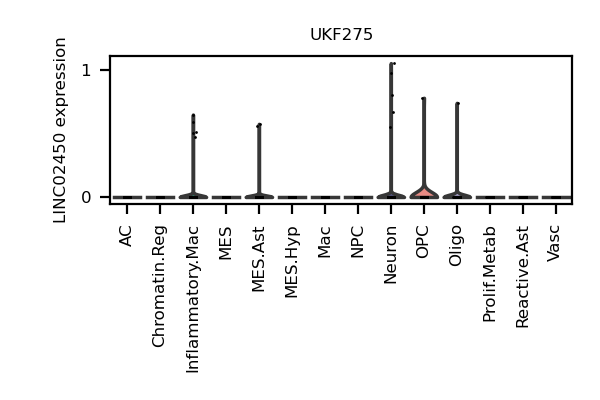 UKF275
LINC02450 expression
1
0
AC
Chromatin.Reg
Inflammatory.Mac
MES
MES.Ast
MES.Hyp
Mac
NPC
Neuron
OPC
Oligo
Prolif.Metab
Reactive.Ast
Vasc